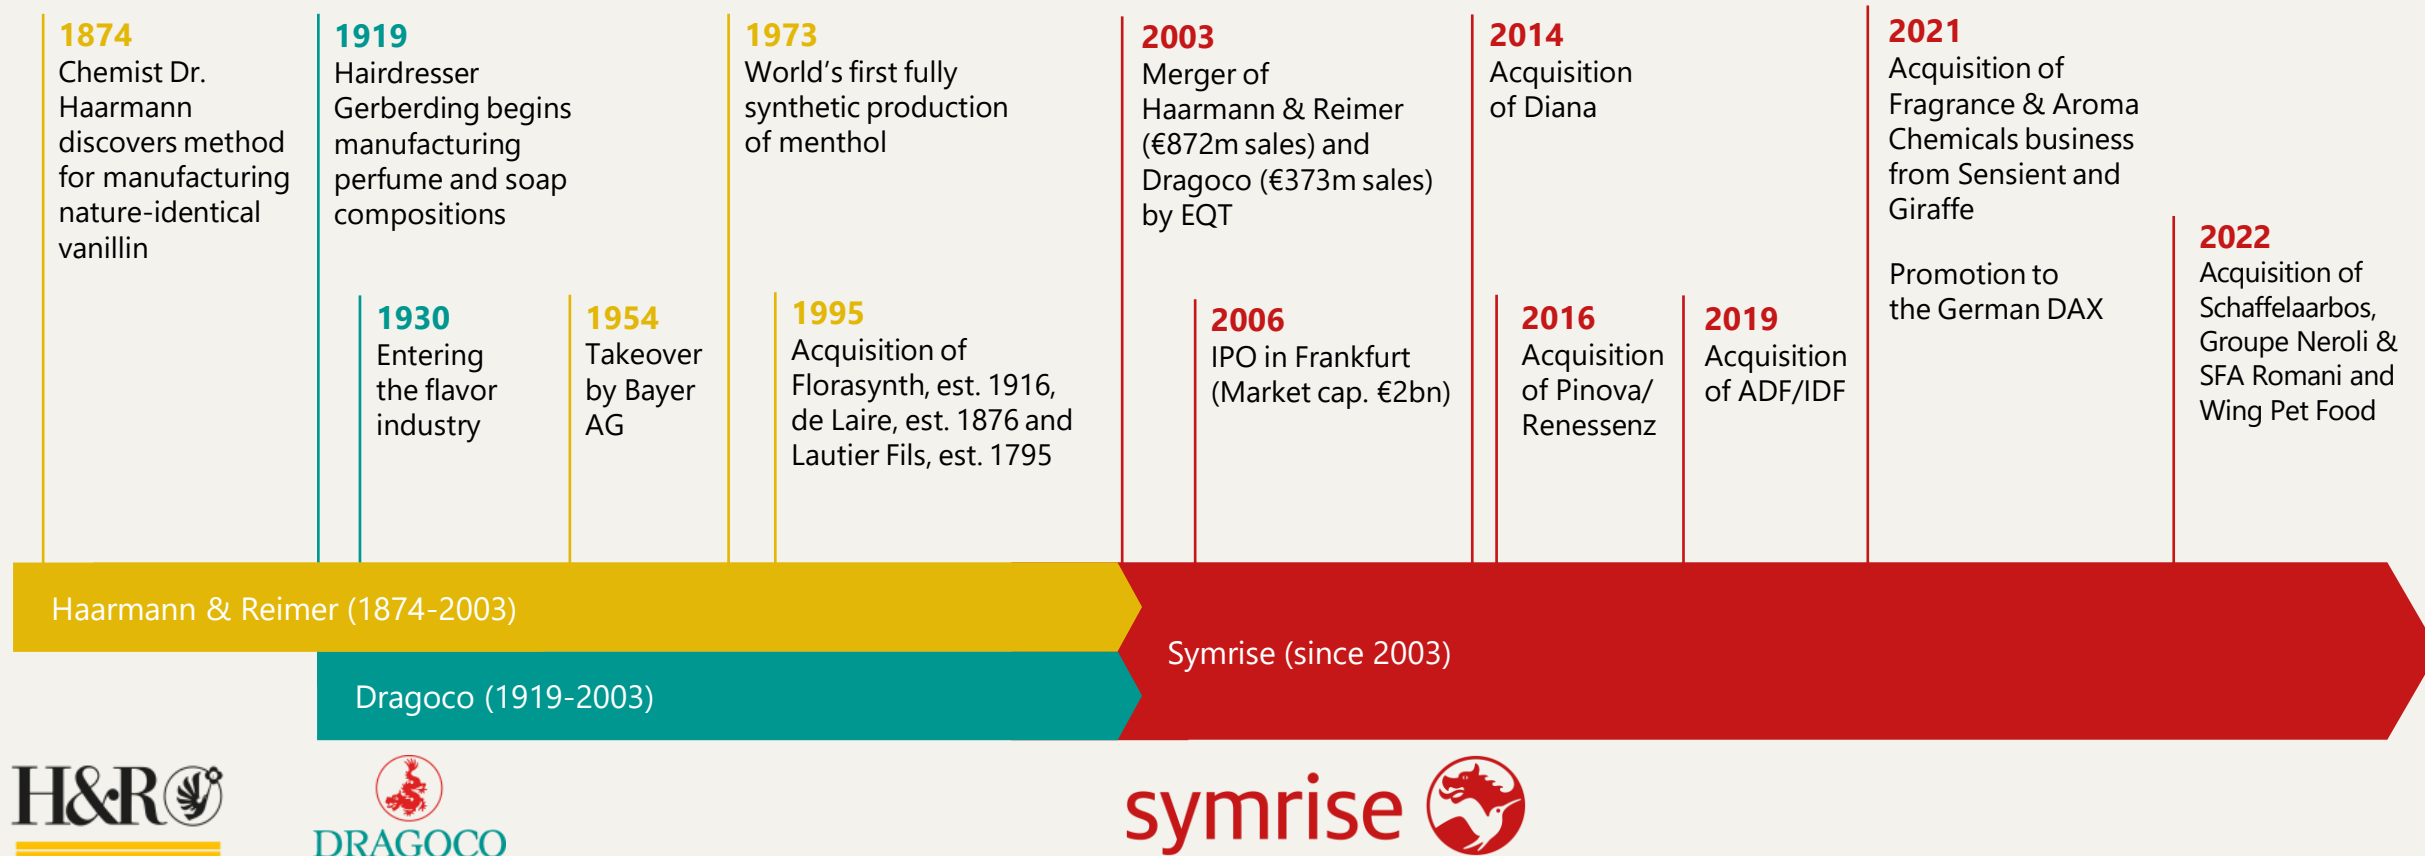 1874
Chemist Dr.
Haarmann
discovers method
for manufacturing
nature-identical
vanillin
1919
Hairdresser
Gerberding begins
manufacturing
perfume and soap
compositions
1930
Entering
the flavor
industry
1954
Takeover
by Bayer
AG
1973
World's first fully
synthetic production
of menthol
1995
Acquisition of
Florasynth, est. 1916,
de Laire, est. 1876 and
Lautier Fils, est. 1795
2003
Merger of
Haarmann & Reimer
(€872m sales) and
Dragoco (€373m sales)
by EQT
2006
IPO in Frankfurt
(Market cap. €2bn)
2014
Acquisition
of Diana
2016
Acquisition
of Pinova/
Renessenz
2019
Acquisition
of ADF/IDF
2021
Acquisition of
Fragrance & Aroma
Chemicals business
from Sensient and
Giraffe
Promotion to
the German DAX
2022
Acquisition of
Schaffelaarbos,
Groupe Neroli &
SFA Romani and
Wing Pet Food
Haarmann & Reimer (1874-2003)
Dragoco (1919-2003)
Symrise (since 2003)
H&R
DRAGOCO
symrise